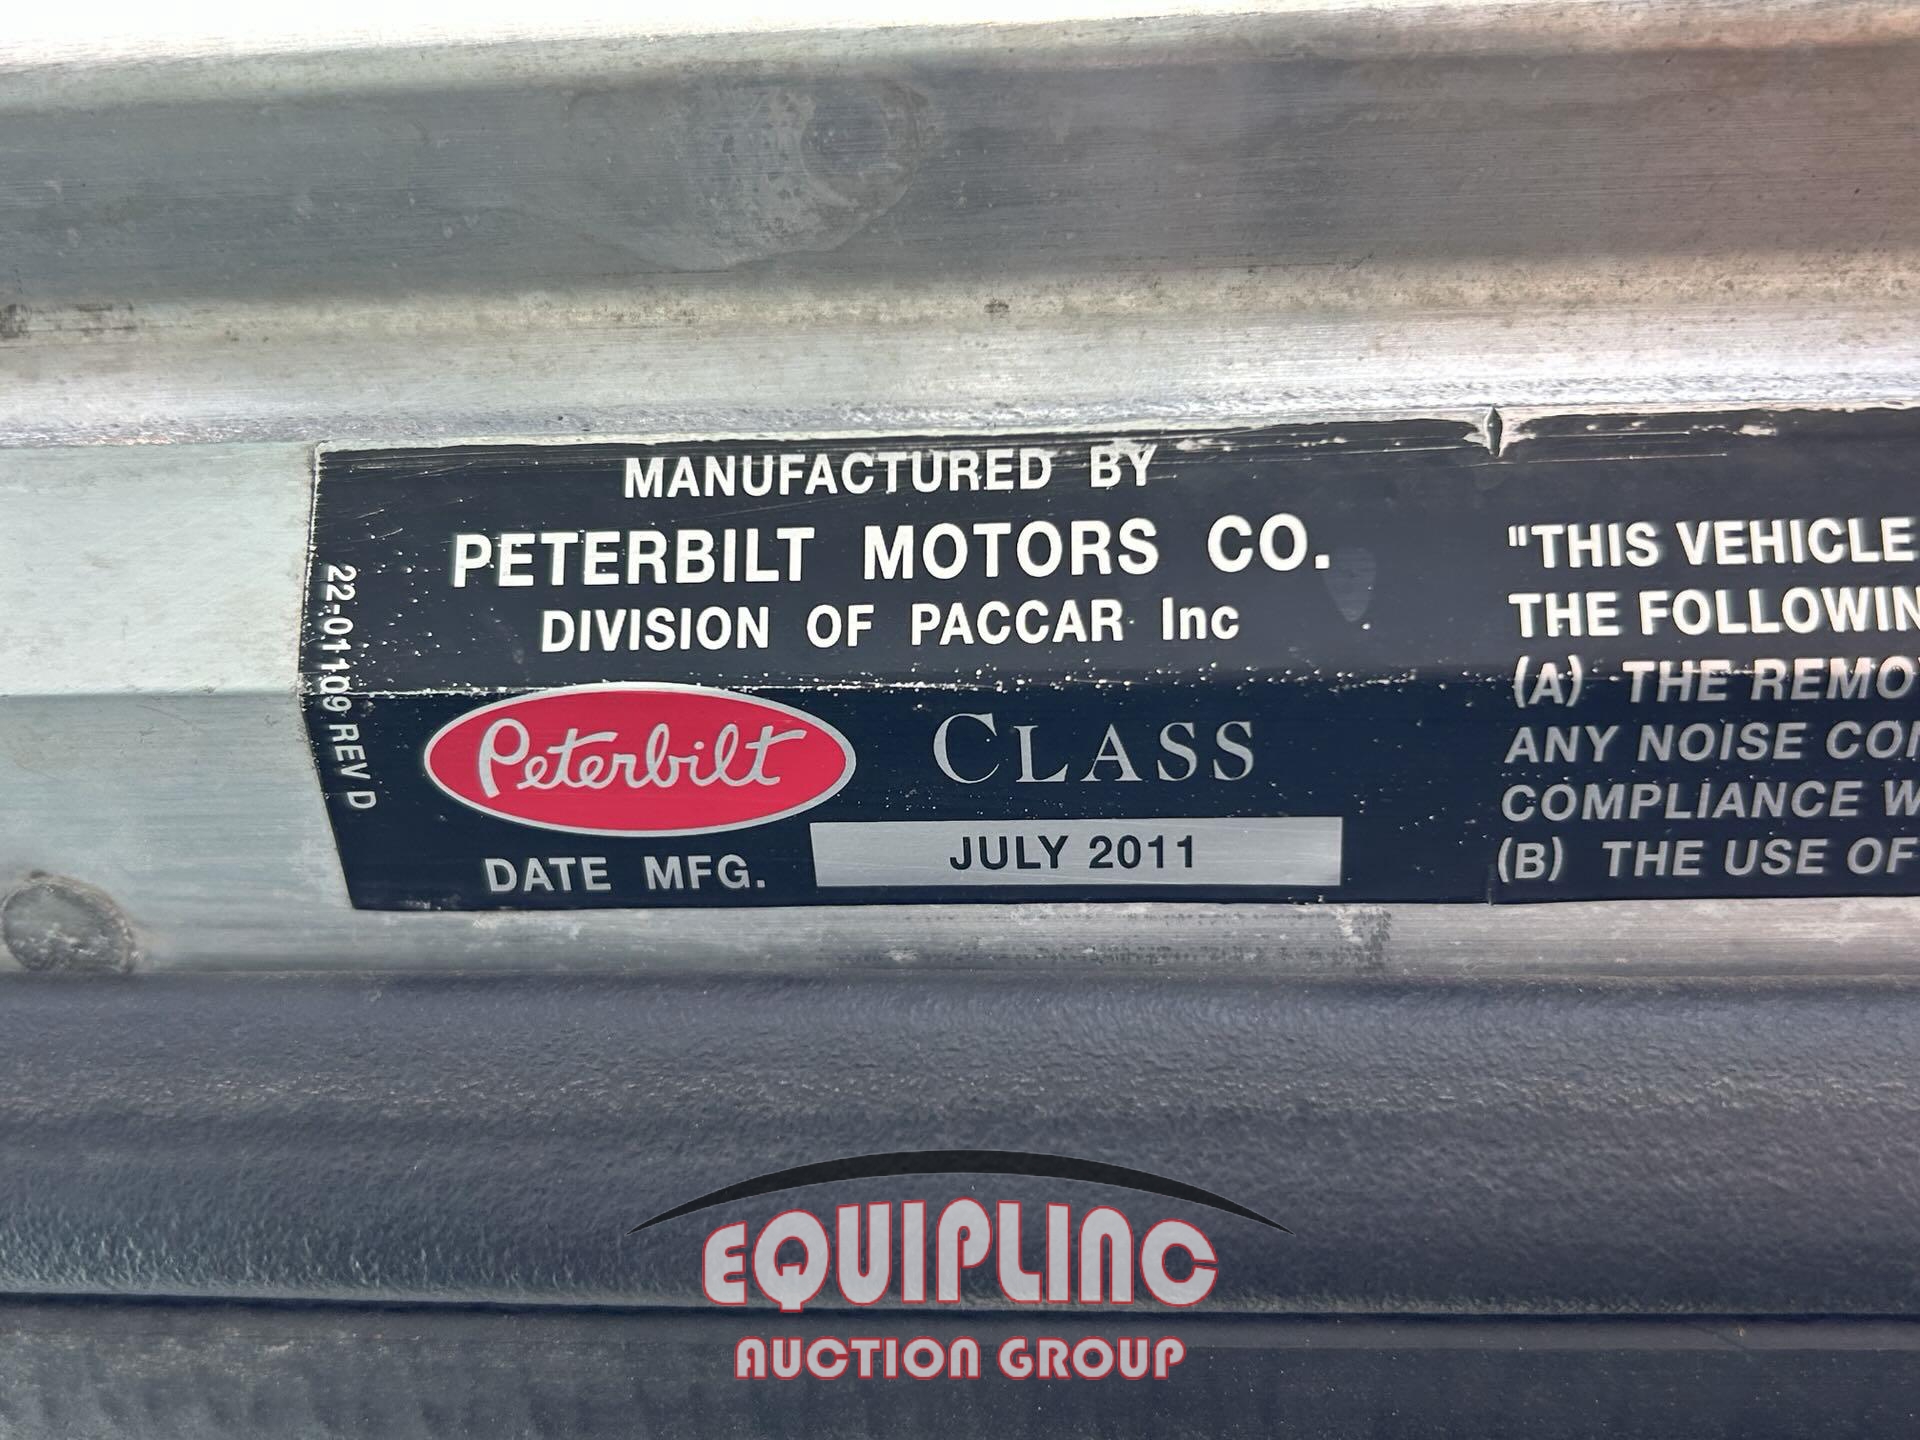 MANUFACTURED BY
PETERBILT MOTORS CO.
DIVISION OF PACCAR Inc
Peterbilt CLASS
DATE MFG. JULY 2011
22-01109 REV D
"THIS VEHICLE
THE FOLLOWIN
(A) THE REMO
ANY NOISE CO
COMPLIANCE W
(B) THE USE OF
EQUIPLINC
AUCTION GROUP